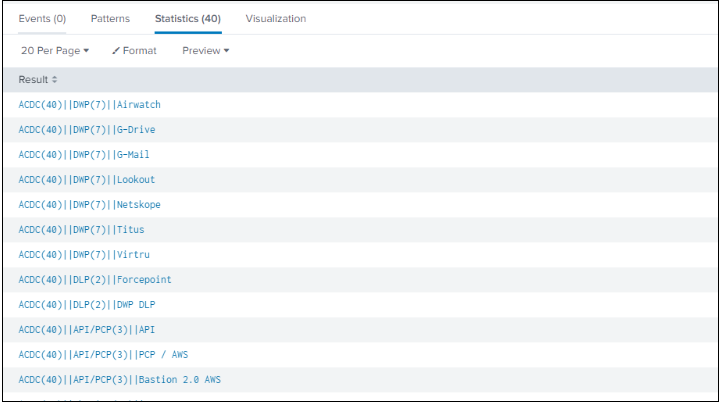 Events (0) Patterns Statistics (40) Visualization
20 Per Page Format Preview
Result
ACDC(40)||DWP(7)||Airwatch
ACDC(40)||DWP(7)||G-Drive
ACDC(40)||DWP(7)||G-Mail
ACDC(40)||DWP(7)||Lookout
ACDC(40)||DWP(7)||Netskope
ACDC(40)||DWP(7)||Titus
ACDC(40)||DWP(7)||Virtru
ACDC(40)||DLP(2)||Forcepoint
ACDC(40)||DLP(2)||DWP DLP
ACDC(40)||API/PCP(3)||API
ACDC(40)||API/PCP(3)||PCP / AWS
ACDC(40)||API/PCP(3)||Bastion 2.0 AWS